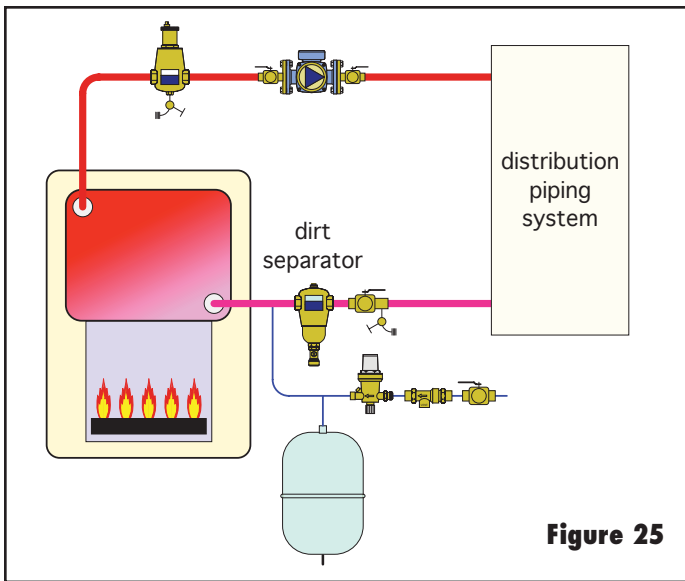 distribution
piping
system
dirt
separator
Figure 25